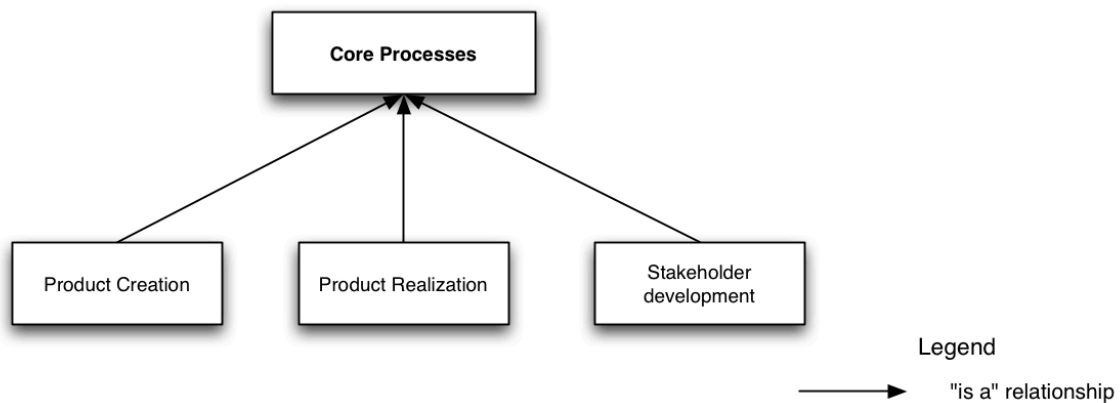 Core Processes
Product Creation
Product Realization
Stakeholder
development
Legend
"is a" relationship